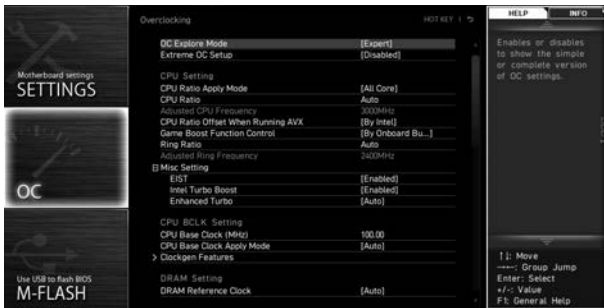 Overclocking
HOT KEY
HELP
INFO
OC Explore Mode [Expert]
Extreme OC Setup [Disabled]
CPU Setting
CPU Ratio Apply Mode [All Core]
CPU Ratio Auto
Adjusted CPU Frequency 3000MHz
CPU Ratio Offset When Running AVX [By Intel]
Game Boost Function Control [By Onboard Bu...]
Ring Ratio Auto
Adjusted Ring Frequency 2400MHz
Misc Setting
EIST [Enabled]
Intel Turbo Boost [Enabled]
Enhanced Turbo [Auto]
CPU BCLK Setting
CPU Base Clock (MHz) 100.00
CPU Base Clock Apply Mode [Auto]
> Clockgen Features
DRAM Setting
DRAM Reference Clock [Auto]
Motherboard settings
SETTINGS
OC
Use USB to flash BIOS
M-FLASH
Enables or disables
to show the simple
or complete version
of OC settings.
↑↓: Move
→←: Group Jump
Enter: Select
+/-: Value
F1: General Help